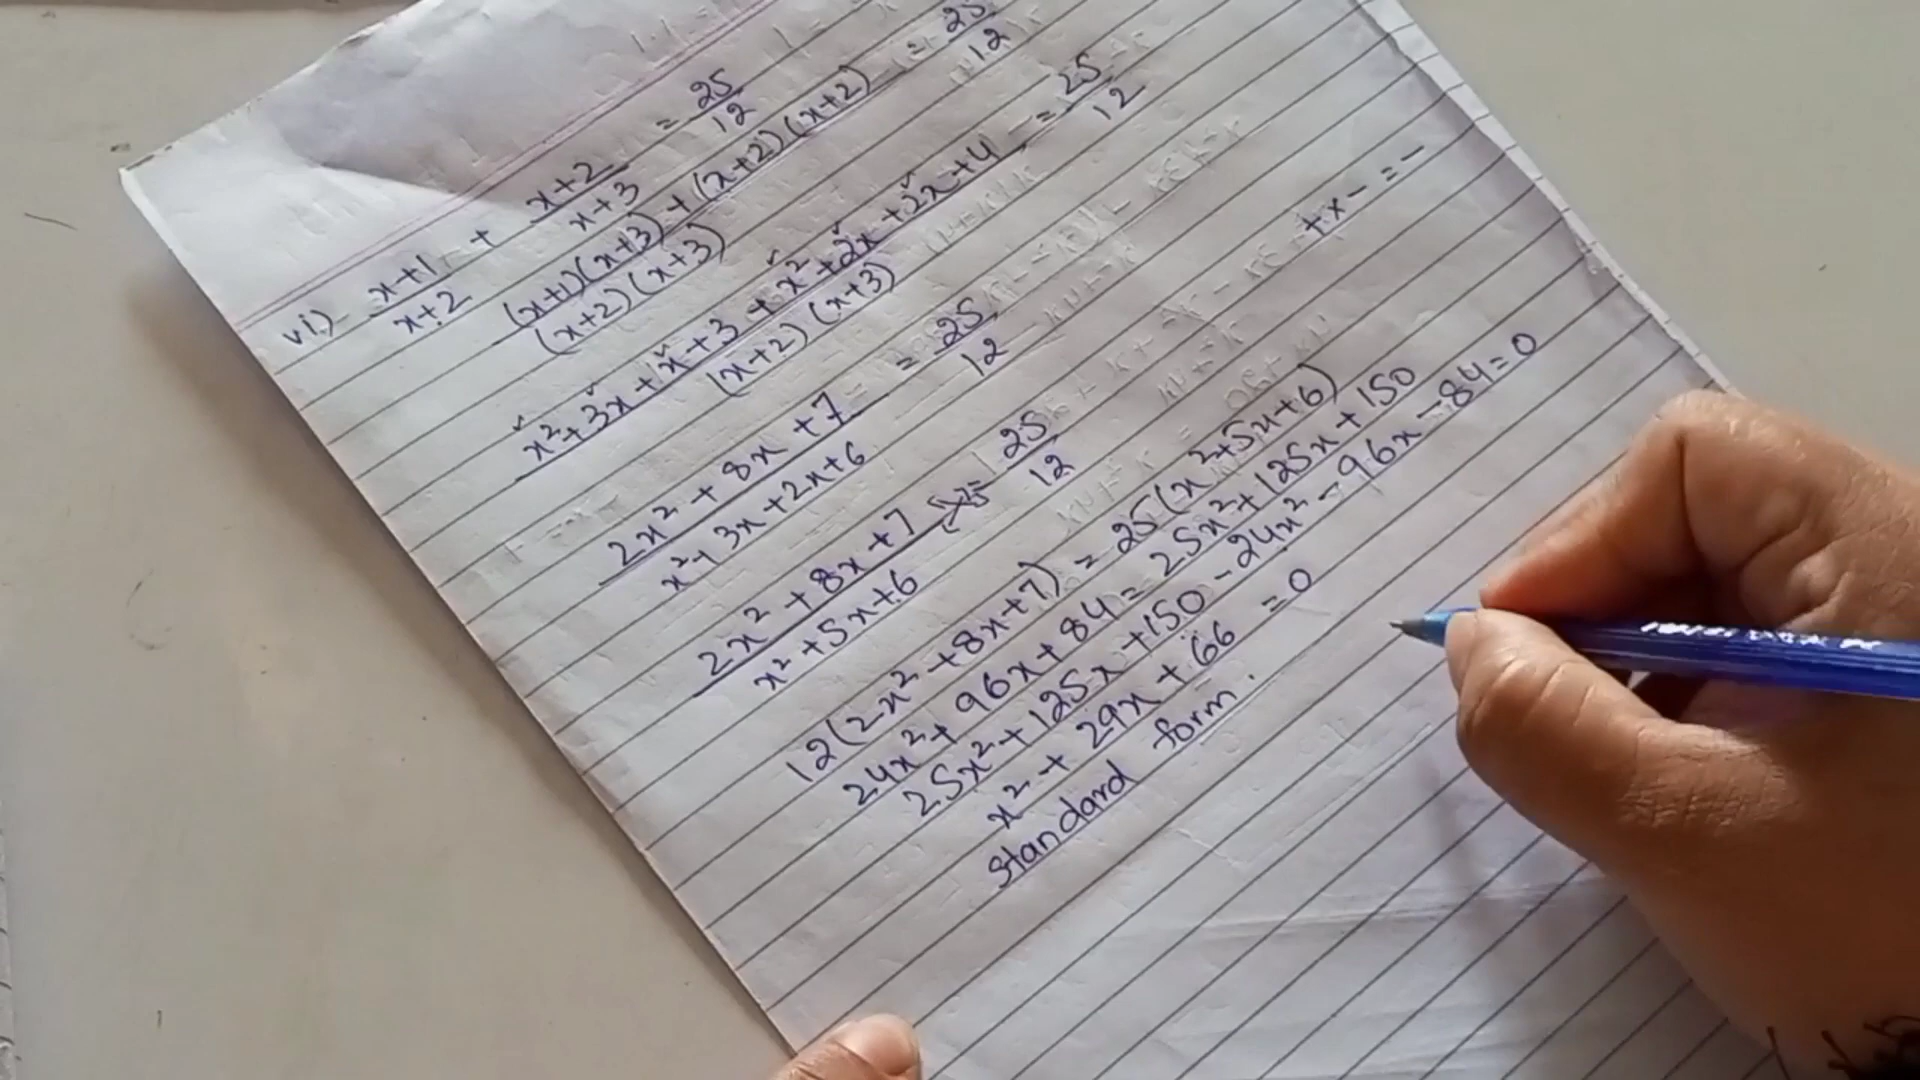 vi) x+1/x+2 + x+2/x+3 = 25/12
(x+1)(x+3)+(x+2)(x+2)/(x+2)(x+3) = 25/12
x²+3x+x+3+x²+2x+2x+4/(x+2)(x+3) = 25/12
2x²+8x+7/x²+3x+2x+6 = 25/12
2x²+8x+7/x²+5x+6 = 25/12
12(2x²+8x+7) = 25(x²+5x+6)
24x²+96x+84 = 25x²+125x+150
25x²+125x+150-24x²-96x-84=0
x²+29x+66 =0
standard form.
+x-=-